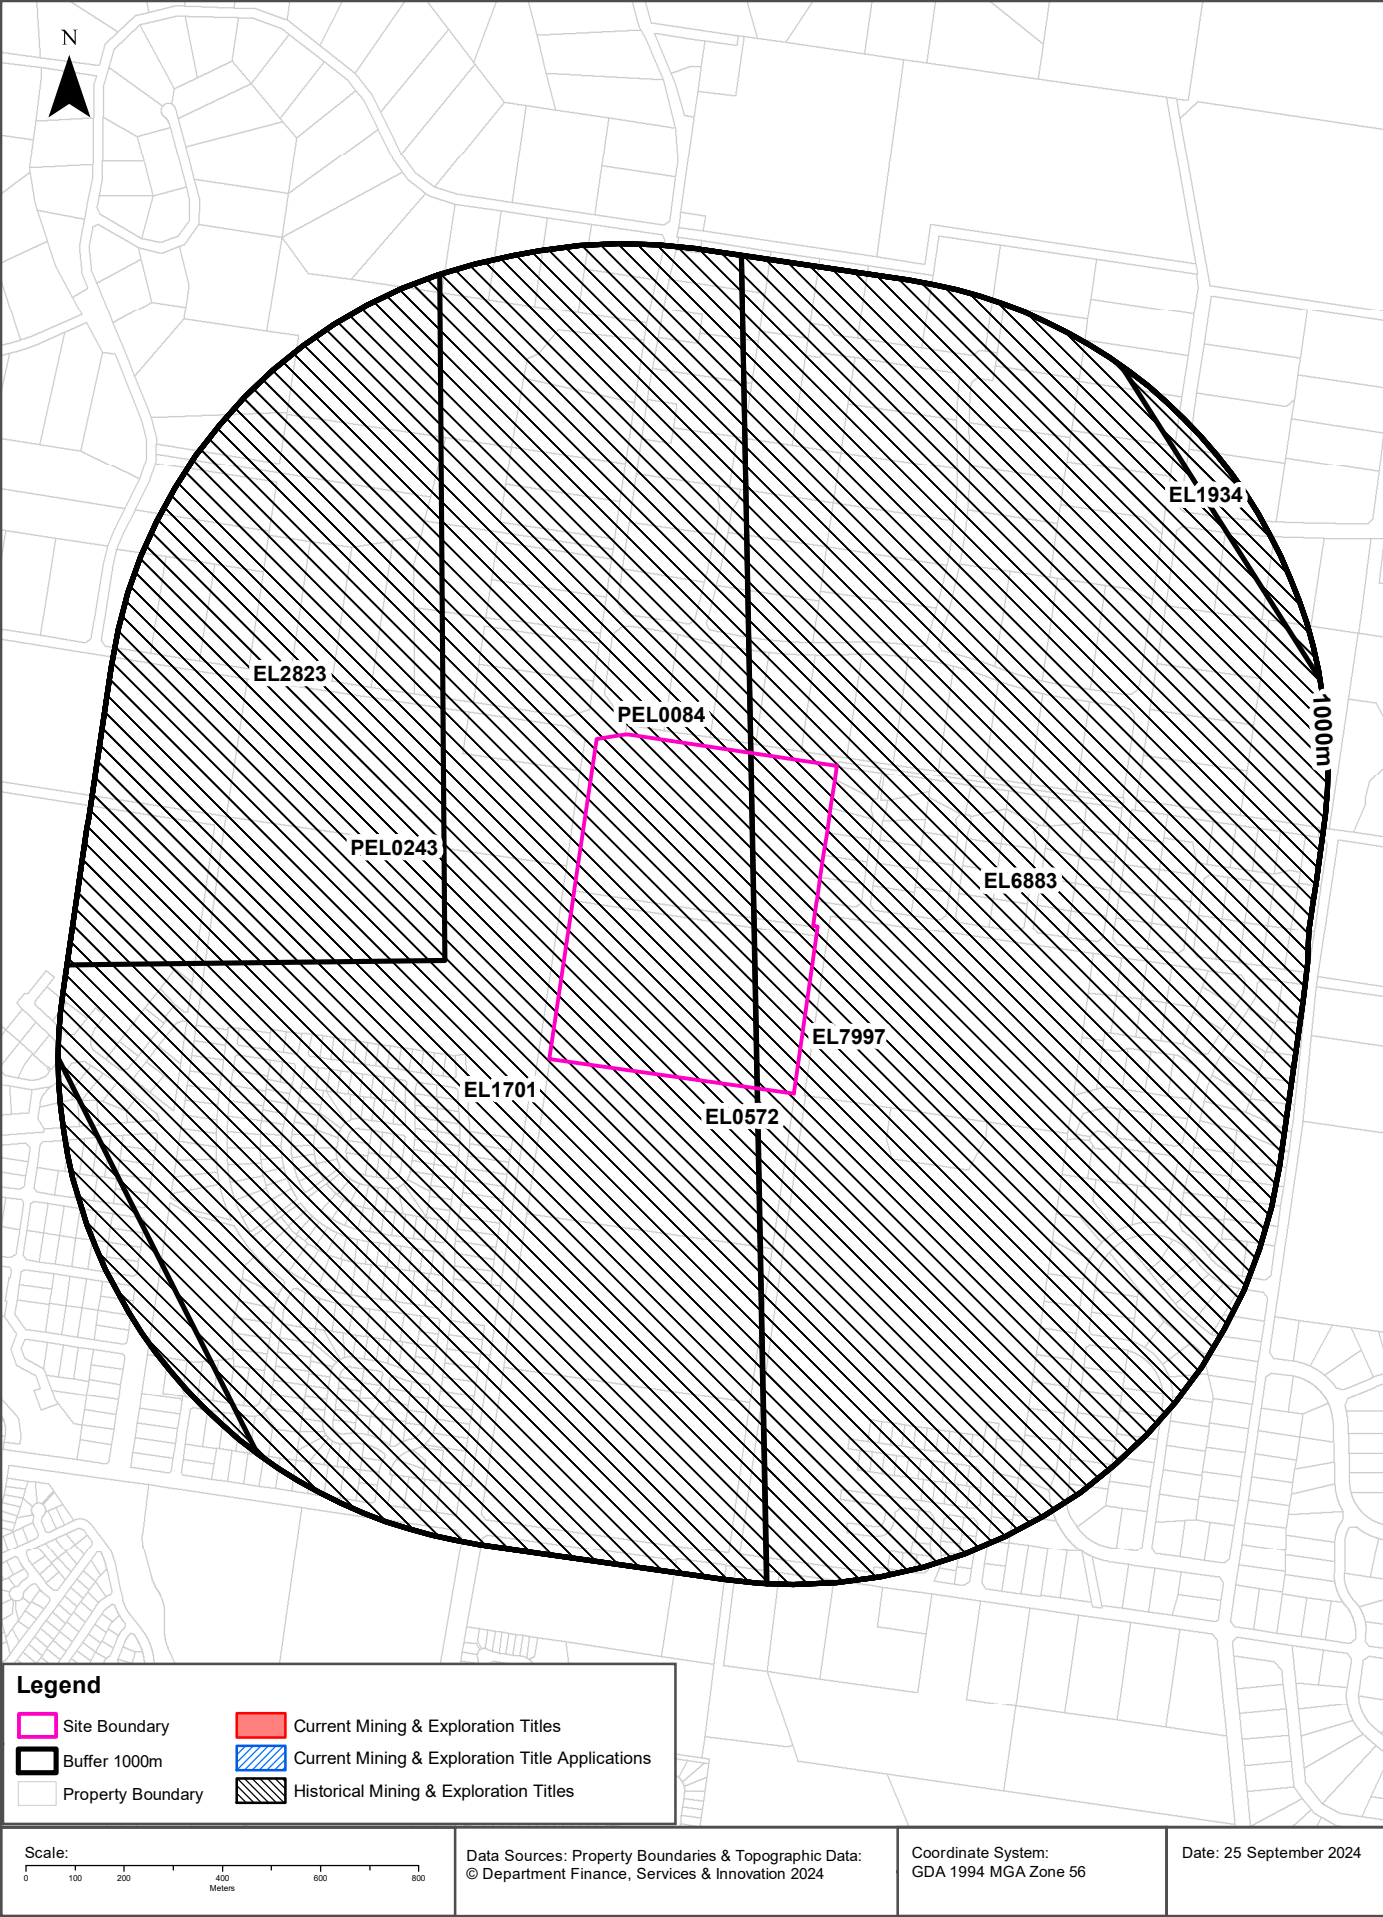 N
EL1934
EL2823
1000m
PEL0084
PEL0243
EL6883
EL7997
EL1701
EL0572
Legend
Site Boundary
Buffer 1000m
Property Boundary
Current Mining & Exploration Titles
Current Mining & Exploration Title Applications
Historical Mining & Exploration Titles
Scale:
0 100 200 400 600 800
Meters
Data Sources: Property Boundaries & Topographic Data:
© Department Finance, Services & Innovation 2024
Coordinate System:
GDA 1994 MGA Zone 56
Date: 25 September 2024